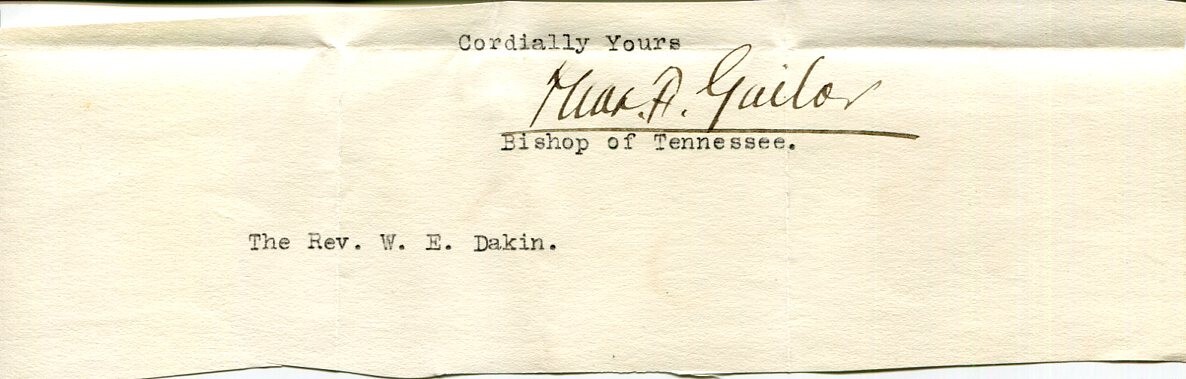 Cordially Yours
Thos. F. Gailor
Bishop of Tennessee.
The Rev. W. E. Dakin.